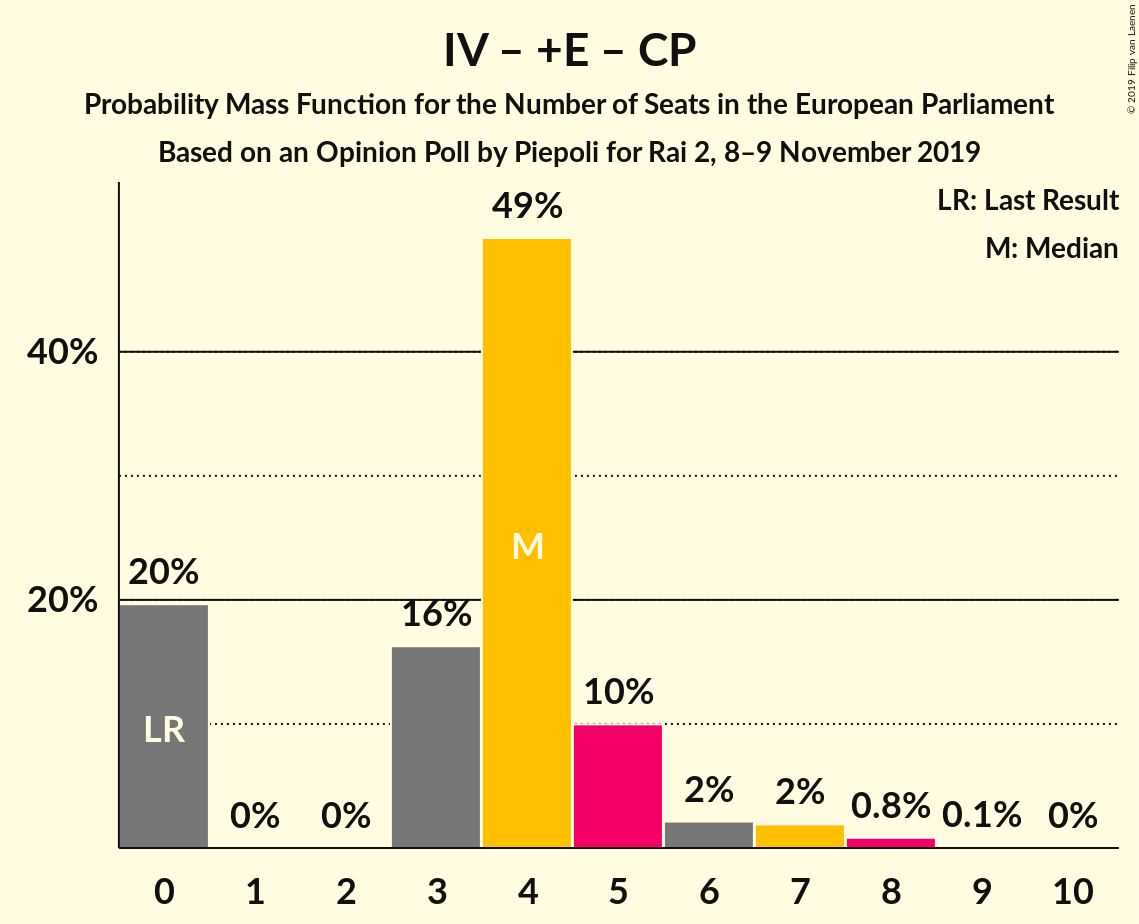 IV – +E – CP
Probability Mass Function for the Number of Seats in the European Parliament
Based on an Opinion Poll by Piepoli for Rai 2, 8–9 November 2019
© 2019 Filip van Laenen
LR: Last Result
M: Median
49%
40%
M
20%
20%
16%
10%
LR
0%
0%
2%
2%
0.8%
0.1%
0%
0 1 2 3 4 5 6 7 8 9 10